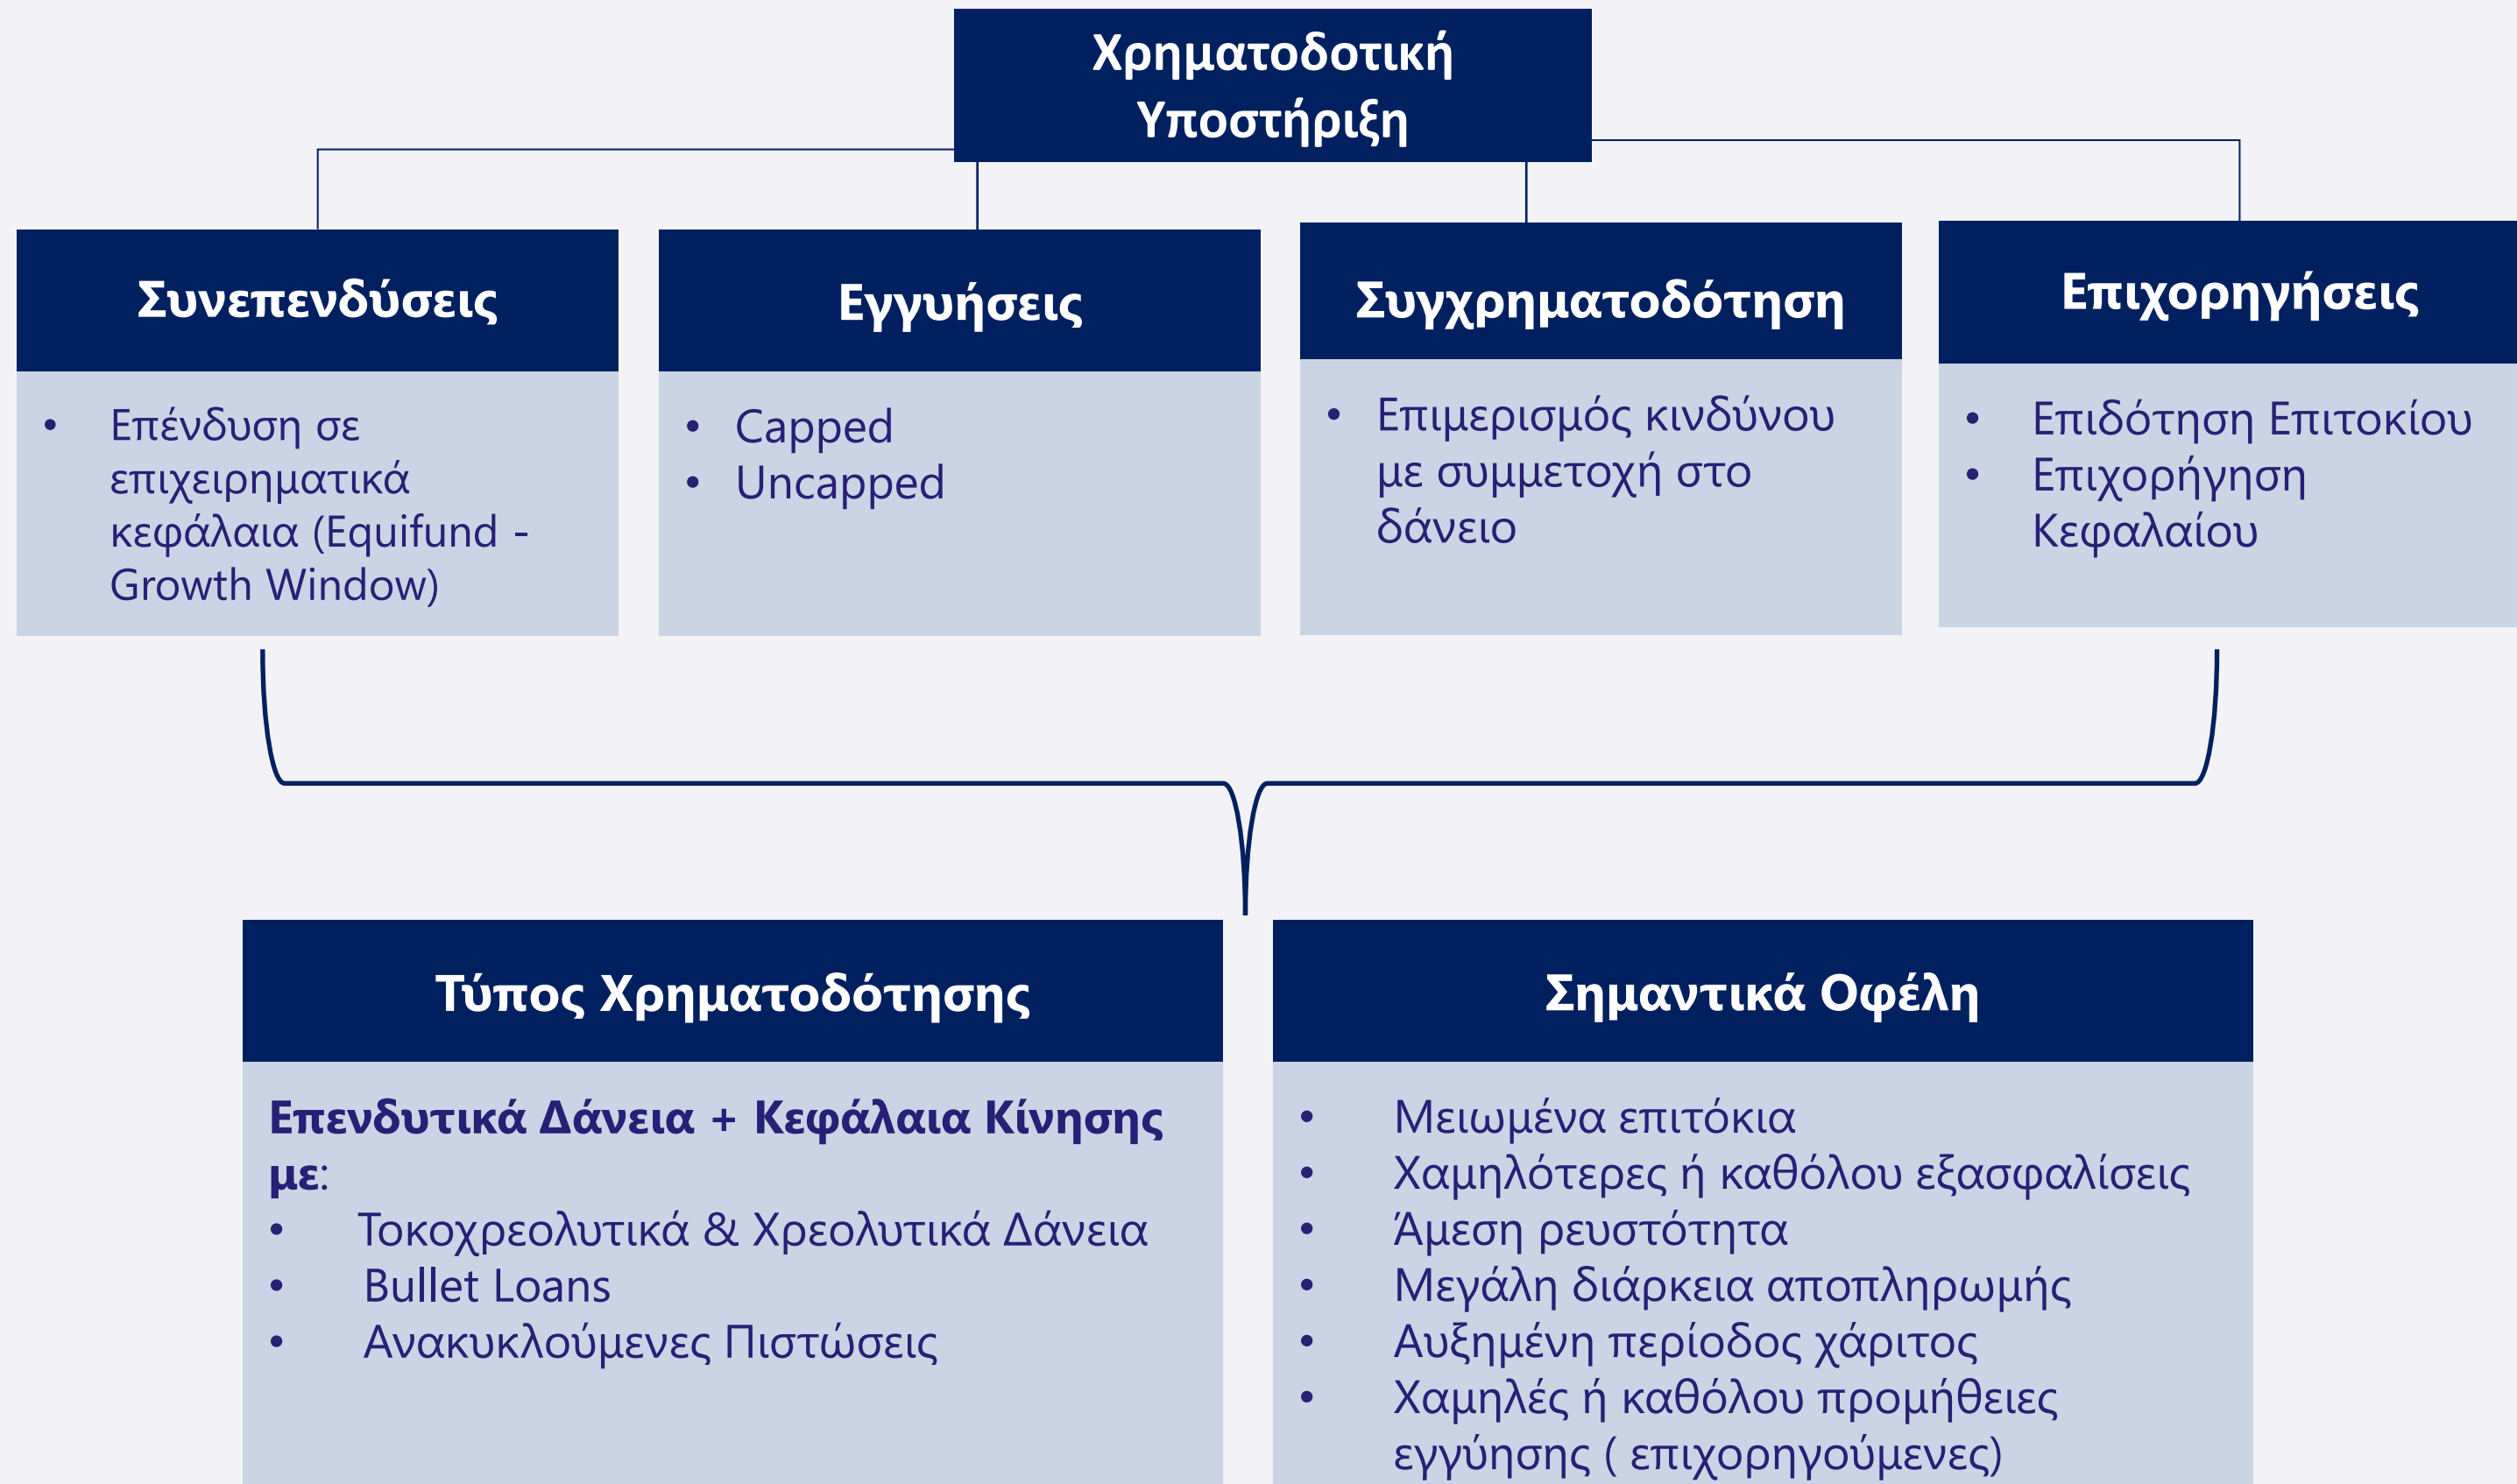 Χρηματοδοτική
Υποστήριξη
Συνεπενδύσεις
• Επένδυση σε
επιχειρηματικά
κεφάλαια (Equifund -
Growth Window)
Εγγυήσεις
• Capped
• Uncapped
Συγχρηματοδότηση
• Επιμερισμός κινδύνου
με συμμετοχή στο
δάνειο
Επιχορηγήσεις
• Επιδότηση Επιτοκίου
• Επιχορήγηση
Κεφαλαίου
Τύπος Χρηματοδότησης
Επενδυτικά Δάνεια + Κεφάλαια Κίνησης
με:
• Τοκοχρεολυτικά & Χρεολυτικά Δάνεια
• Bullet Loans
• Ανακυκλούμενες Πιστώσεις
Σημαντικά Οφέλη
• Μειωμένα επιτόκια
• Χαμηλότερες ή καθόλου εξασφαλίσεις
• Άμεση ρευστότητα
• Μεγάλη διάρκεια αποπληρωμής
• Αυξημένη περίοδος χάριτος
• Χαμηλές ή καθόλου προμήθειες
εγγύησης ( επιχορηγούμενες)